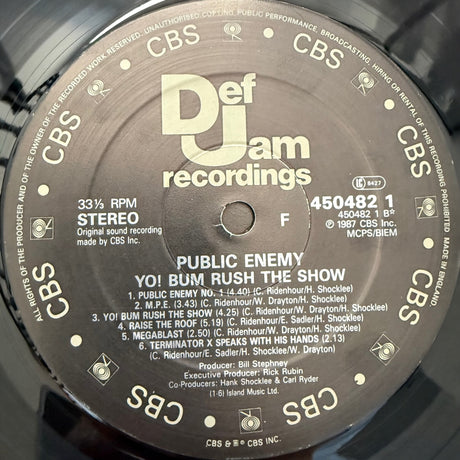 ALL RIGHTS OF THE PRODUCER AND OF THE OWNER OF THE RECORDED WORK RESERVED. UNAUTHORISED COPYING, PUBLIC PERFORMANCE, BROADCASTING, HIRING OR RENTAL OF THIS RECORDING PROHIBITED. MADE IN ENGLAND.
CBS CBS CBS CBS CBS CBS CBS CBS CBS
Def
Jam
recordings
33⅓ RPM
STEREO
Original sound recording
made by CBS Inc.
F
450482 1
450482 1 B
℗ 1987 CBS Inc.
MCPS/BIEM
PUBLIC ENEMY
YO! BUM RUSH THE SHOW
1. PUBLIC ENEMY NO. 1 (4.40) (C. Ridenhour/H. Shocklee)
2. M.P.E. (3.43) (C. Ridenhour/W. Drayton/H. Shocklee)
3. YO! BUM RUSH THE SHOW (4.25) (C. Ridenhour/W. Drayton/H. Shocklee)
4. RAISE THE ROOF (5.19) (C. Ridenhour/H. Shocklee)
5. MEGABLAST (2.50) (C. Ridenhour/W. Drayton/H. Shocklee)
6. TERMINATOR X SPEAKS WITH HIS HANDS (2.13)
(C. Ridenhour/E. Sadler/H. Shocklee/W. Drayton)
Producer: Bill Stephney
Executive Producer: Rick Rubin
Co-Producers: Hank Shocklee & Carl Ryder
(1-6) Island Music Ltd.
CBS & ® CBS INC.